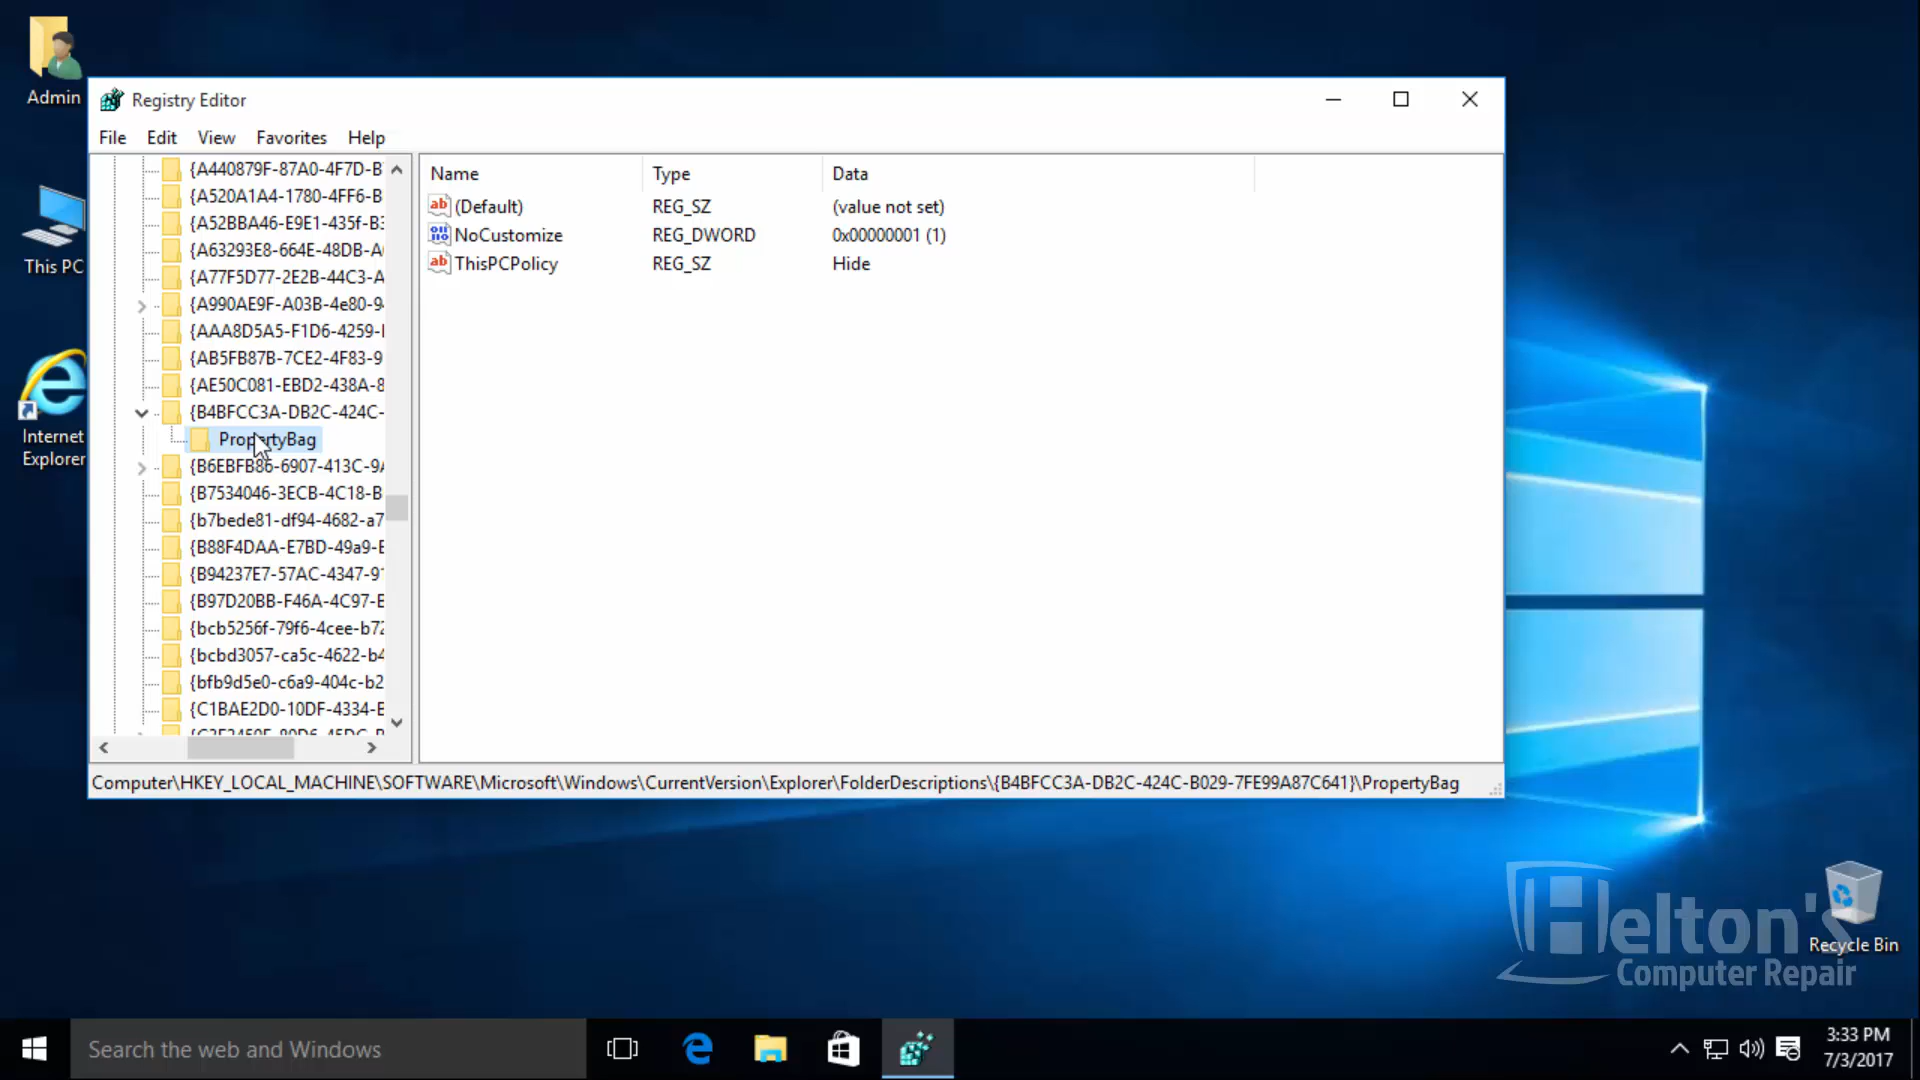 Admin
This PC
Internet
Explorer
Registry Editor
File Edit View Favorites Help
{A440879F-87A0-4F7D-B
{A520A1A4-1780-4FF6-B
{A52BBA46-E9E1-435f-B3
{A63293E8-664E-48DB-A
{A77F5D77-2E2B-44C3-A
{A990AE9F-A03B-4e80-9
{AAA8D5A5-F1D6-4259-
{AB5FB87B-7CE2-4F83-9
{AE50C081-EBD2-438A-8
{B4BFCC3A-DB2C-424C-
PropertyBag
{B6EBFB86-6907-413C-9A
{B7534046-3ECB-4C18-B
{b7bede81-df94-4682-a7
{B88F4DAA-E7BD-49a9-E
{B94237E7-57AC-4347-91
{B97D20BB-F46A-4C97-E
{bcb5256f-79f6-4cee-b72
{bcbd3057-ca5c-4622-b4
{bfb9d5e0-c6a9-404c-b2
{C1BAE2D0-10DF-4334-E
Name Type Data
(Default) REG_SZ (value not set)
NoCustomize REG_DWORD 0x00000001 (1)
ThisPCPolicy REG_SZ Hide
Computer\HKEY_LOCAL_MACHINE\SOFTWARE\Microsoft\Windows\CurrentVersion\Explorer\FolderDescriptions\{B4BFCC3A-DB2C-424C-B029-7FE99A87C641}\PropertyBag
Helton's
Computer Repair
Recycle Bin
Search the web and Windows
3:33 PM
7/3/2017